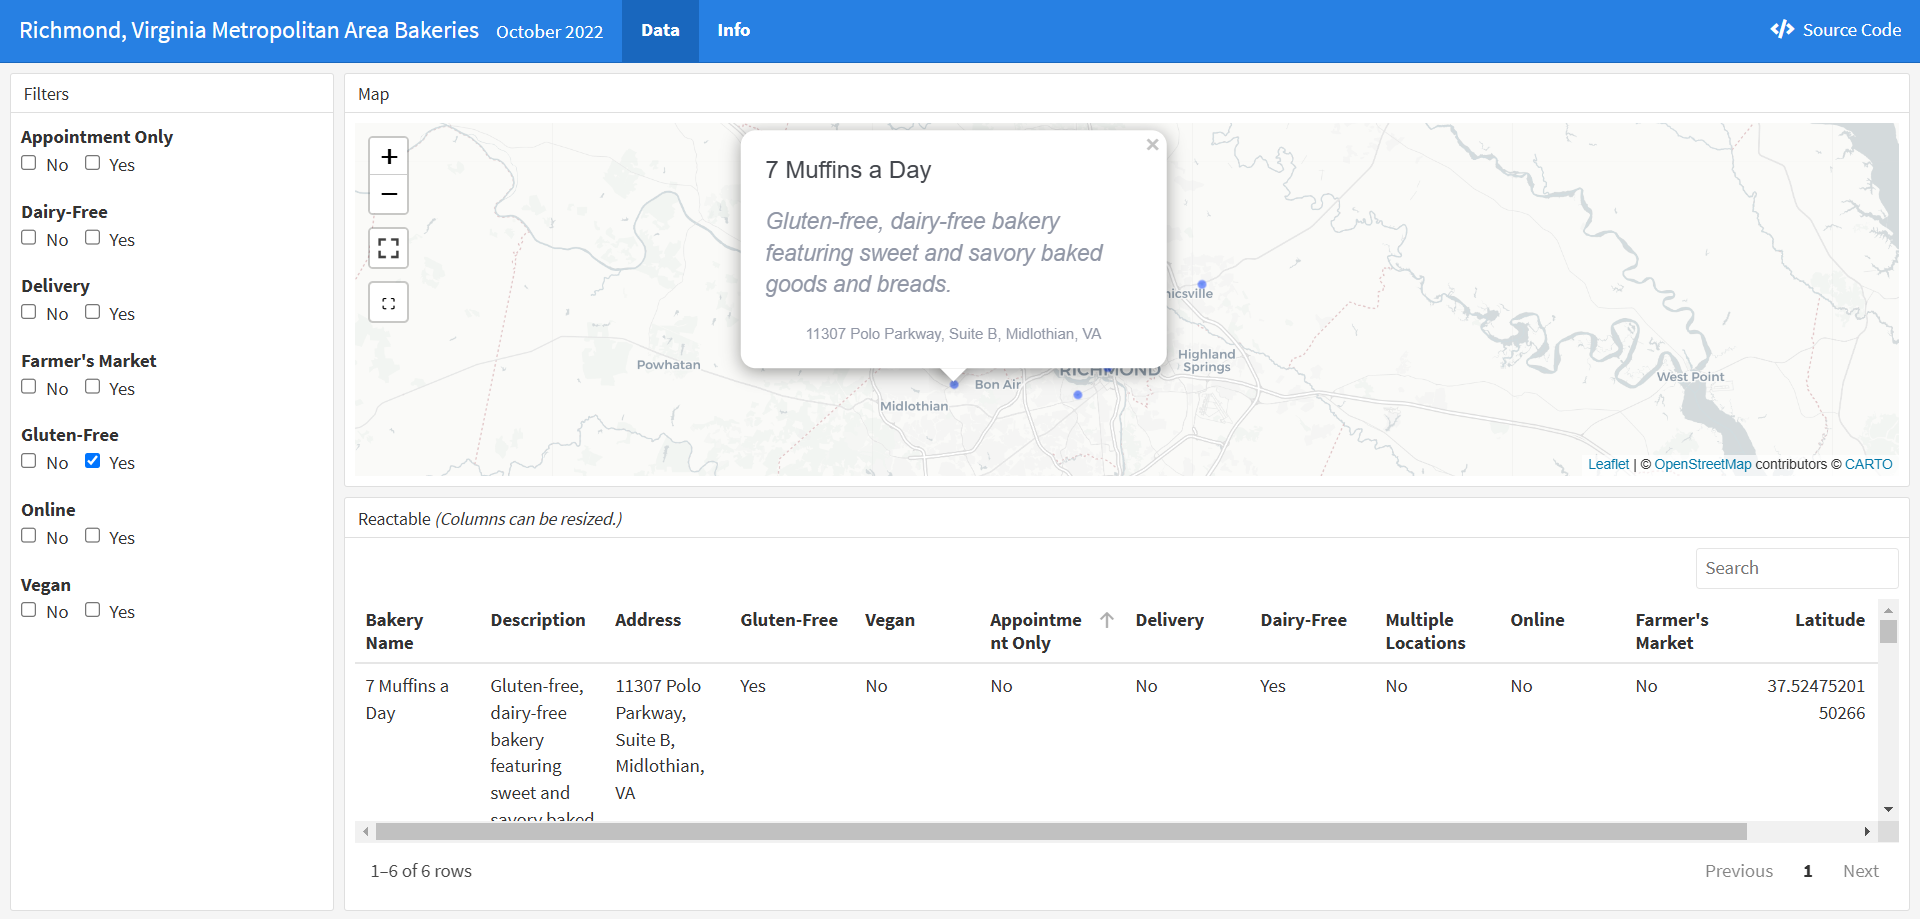 Richmond, Virginia Metropolitan Area Bakeries October 2022 Data Info Source Code
Filters
Appointment Only
No Yes
Dairy-Free
No Yes
Delivery
No Yes
Farmer's Market
No Yes
Gluten-Free
No Yes
Online
No Yes
Vegan
No Yes
Map
+
−
7 Muffins a Day
×
Gluten-free, dairy-free bakery
featuring sweet and savory baked
goods and breads.
11307 Polo Parkway, Suite B, Midlothian, VA
Powhatan
Midlothian
Bon Air
RICHMOND
Highland
Springs
West Point
Leaflet | © OpenStreetMap contributors © CARTO
Reactable (Columns can be resized.)
Search
Bakery
Name
Description
Address
Gluten-Free
Vegan
Appointme
nt Only
Delivery
Dairy-Free
Multiple
Locations
Online
Farmer's
Market
Latitude
7 Muffins a
Day
Gluten-free,
dairy-free
bakery
featuring
sweet and
savory baked
11307 Polo
Parkway,
Suite B,
Midlothian,
VA
Yes
No
No
No
Yes
No
No
No
37.52475201
50266
1–6 of 6 rows
Previous 1 Next